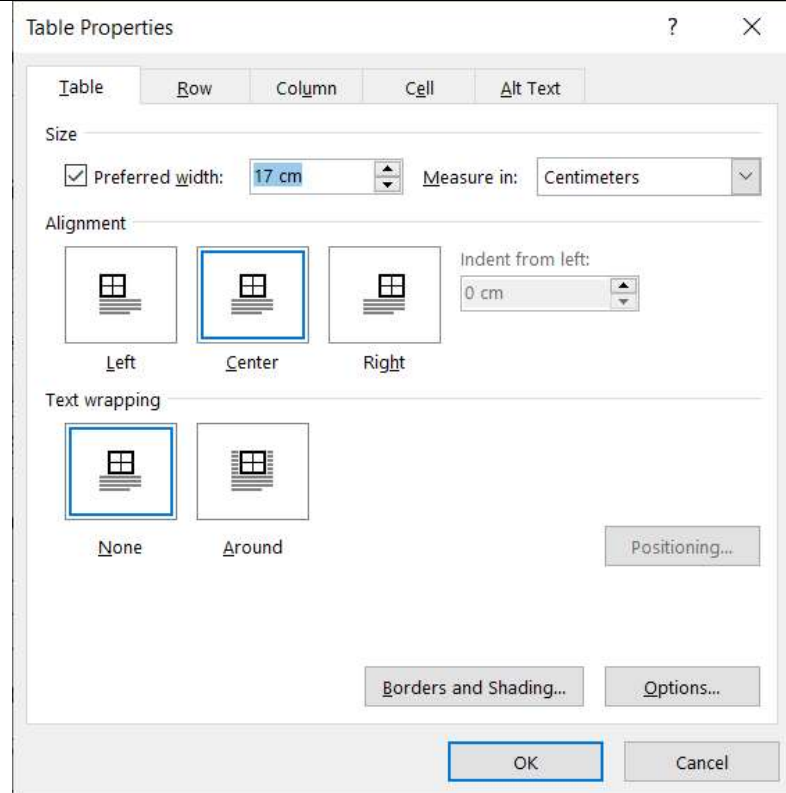 Table Properties ?
Table Row Column Cell Alt Text
Size
Preferred width: 17 cm Measure in: Centimeters
Alignment
Indent from left:
0 cm
Left Center Right
Text wrapping
None Around
Positioning...
Borders and Shading... Options...
OK Cancel